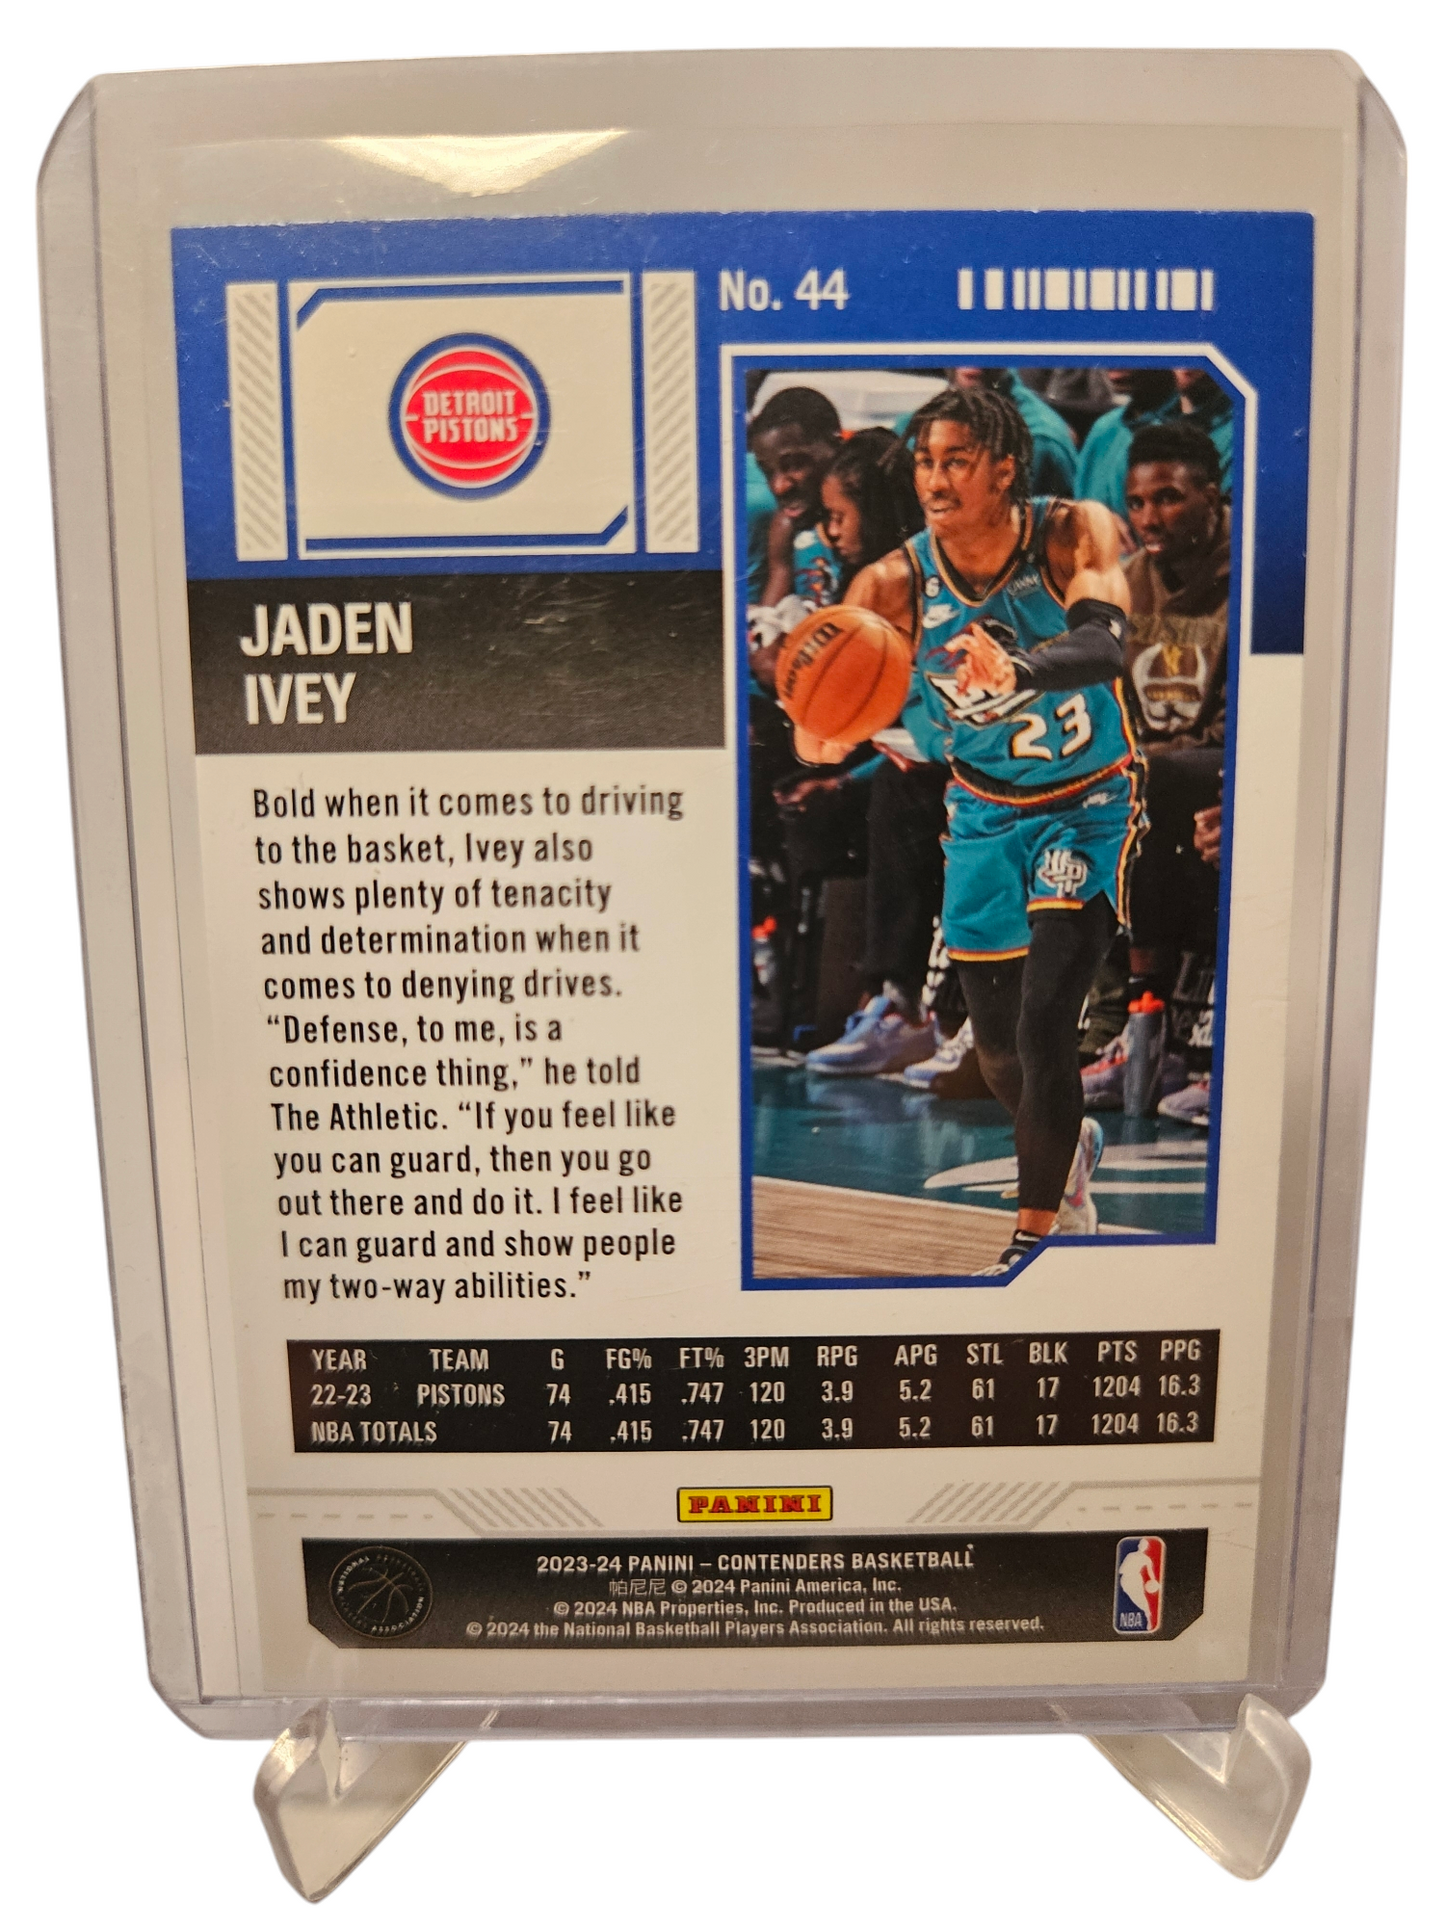 No. 44
DETROIT
PISTONS
JADEN
IVEY
Wilson
6
23
Bold when it comes to driving
to the basket, Ivey also
shows plenty of tenacity
and determination when it
comes to denying drives.
“Defense, to me, is a
confidence thing,” he told
The Athletic. “If you feel like
you can guard, then you go
out there and do it. I feel like
I can guard and show people
my two-way abilities.”
YEAR TEAM G FG% FT% 3PM RPG APG STL BLK PTS PPG
22-23 PISTONS 74 .415 .747 120 3.9 5.2 61 17 1204 16.3
NBA TOTALS 74 .415 .747 120 3.9 5.2 61 17 1204 16.3
PANINI
2023-24 PANINI – CONTENDERS BASKETBALL
帕尼尼 © 2024 Panini America, Inc.
© 2024 NBA Properties, Inc. Produced in the USA.
© 2024 the National Basketball Players Association. All rights reserved.
NBA